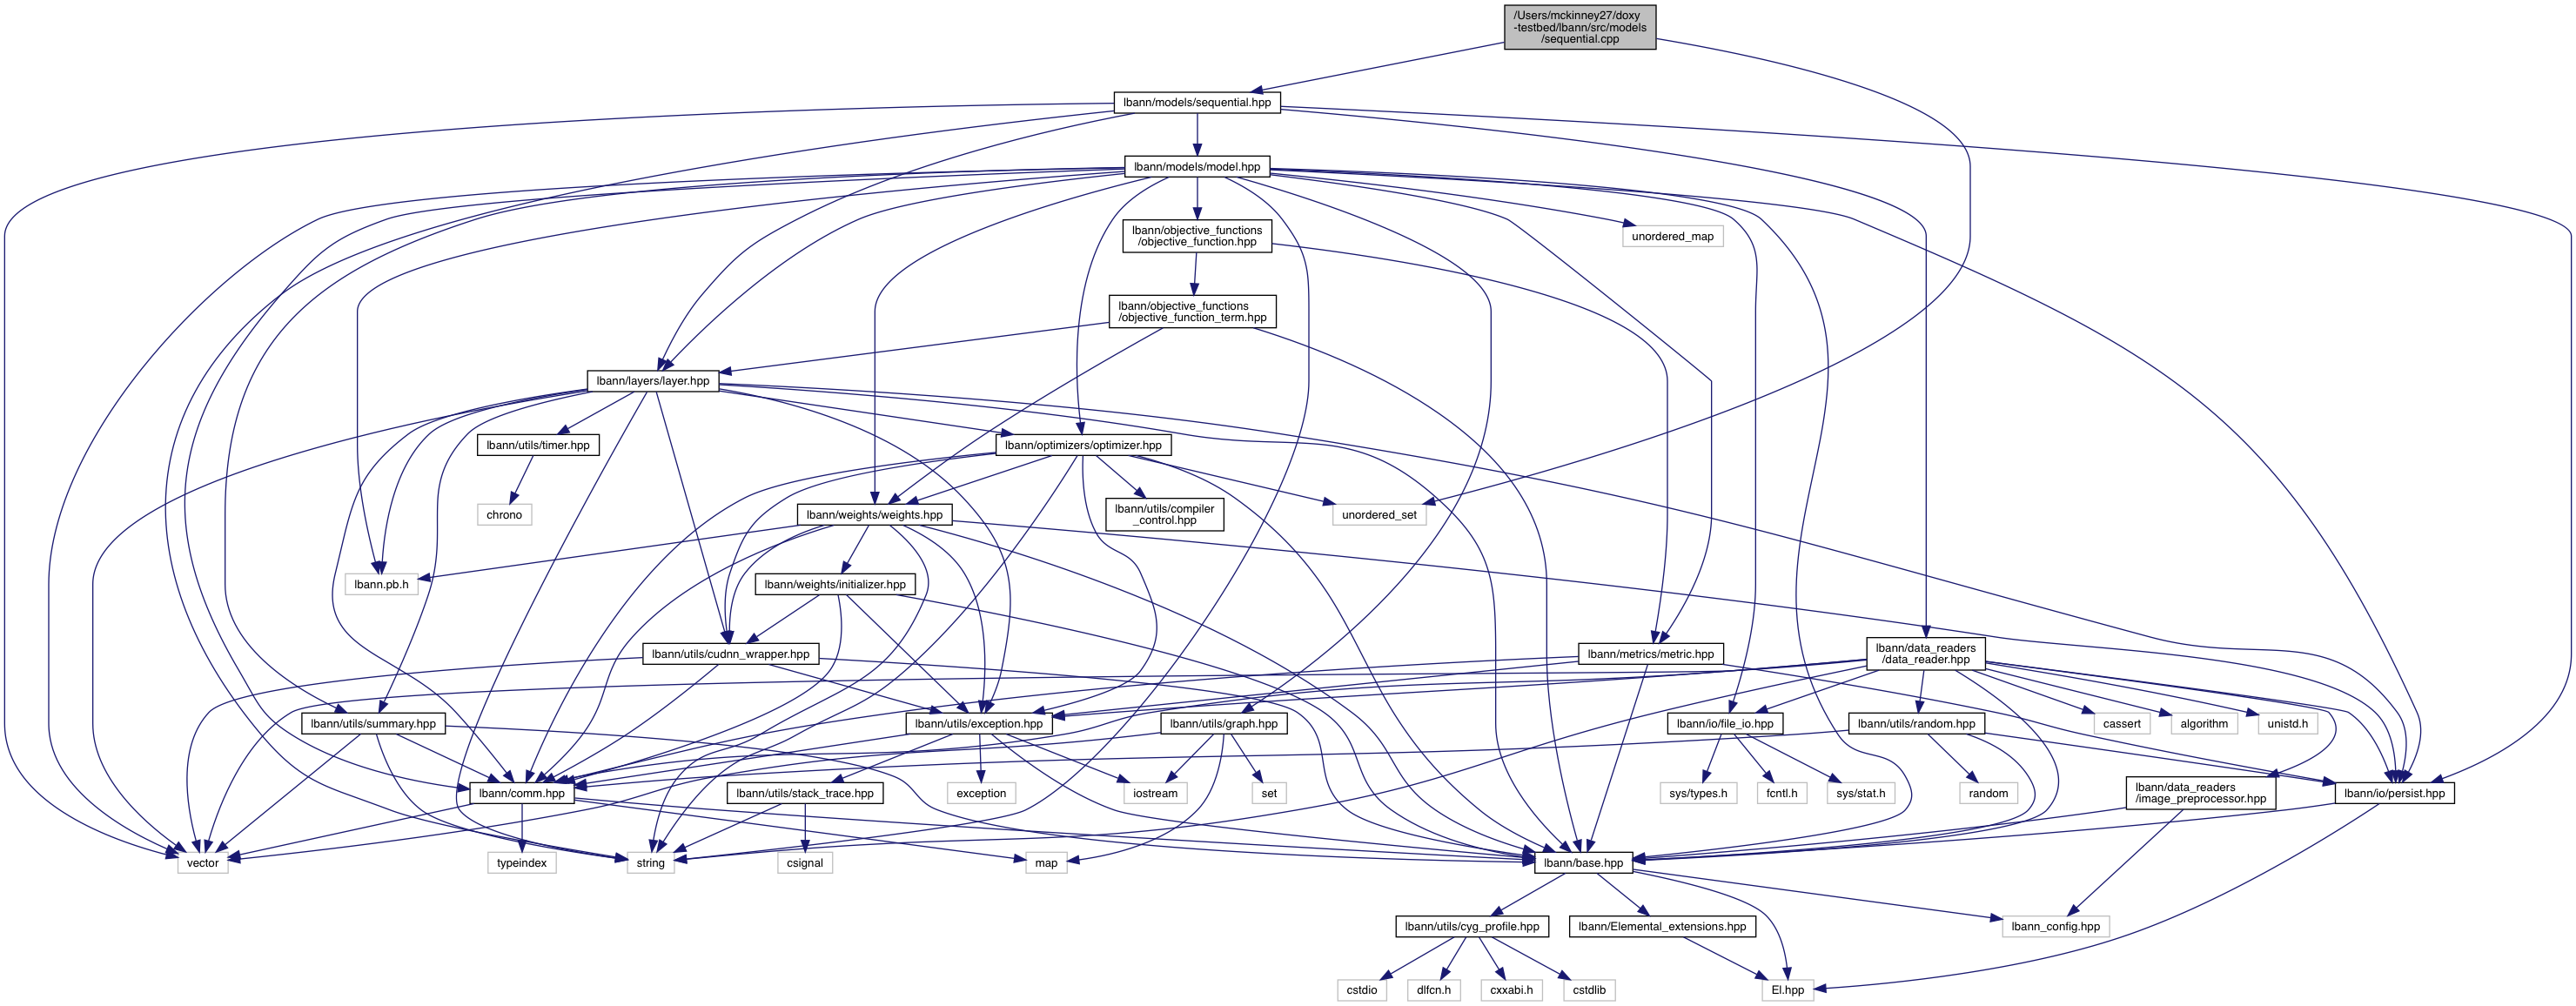 /Users/mckinney27/doxy
-testbed/lbann/src/models
/sequential.cpp
lbann/models/sequential.hpp
lbann/models/model.hpp
lbann/objective_functions
/objective_function.hpp
unordered_map
lbann/objective_functions
/objective_function_term.hpp
lbann/layers/layer.hpp
lbann/utils/timer.hpp
lbann/optimizers/optimizer.hpp
chrono
lbann/weights/weights.hpp
lbann/utils/compiler
_control.hpp
unordered_set
lbann.pb.h
lbann/weights/initializer.hpp
lbann/utils/cudnn_wrapper.hpp
lbann/metrics/metric.hpp
lbann/data_readers
/data_reader.hpp
lbann/utils/summary.hpp
lbann/utils/exception.hpp
lbann/utils/graph.hpp
lbann/io/file_io.hpp
lbann/utils/random.hpp
cassert
algorithm
unistd.h
lbann/comm.hpp
lbann/utils/stack_trace.hpp
exception
iostream
set
sys/types.h
fcntl.h
sys/stat.h
random
lbann/data_readers
/image_preprocessor.hpp
lbann/io/persist.hpp
vector
typeindex
string
csignal
map
lbann/base.hpp
lbann/utils/cyg_profile.hpp
lbann/Elemental_extensions.hpp
lbann_config.hpp
cstdio
dlfcn.h
cxxabi.h
cstdlib
El.hpp